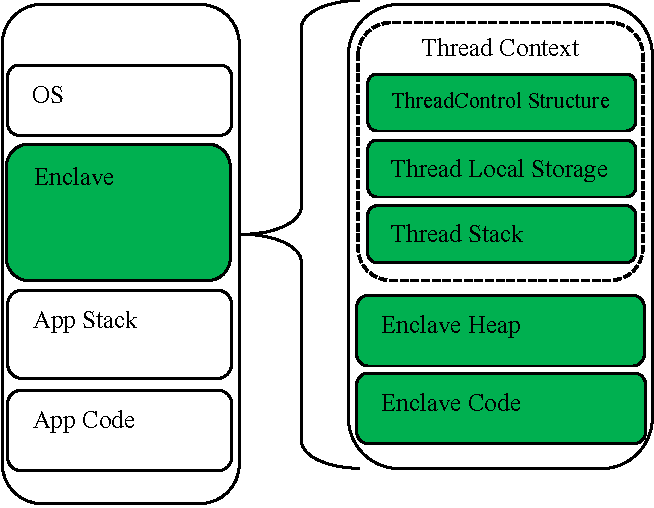 OS
Enclave
App Stack
App Code
Thread Context
ThreadControl Structure
Thread Local Storage
Thread Stack
Enclave Heap
Enclave Code